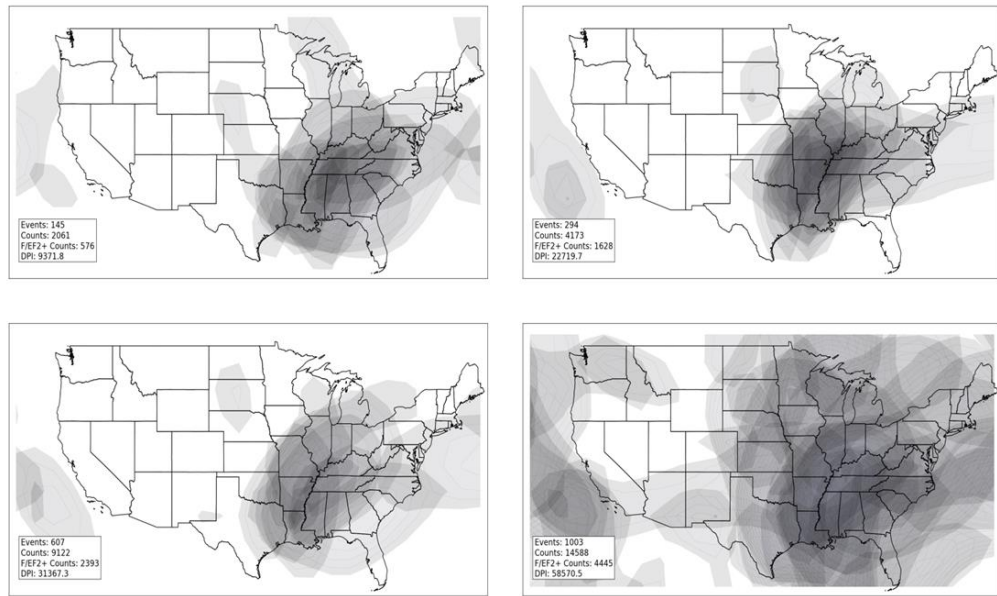 Events: 145
Counts: 2061
F/EF2+ Counts: 576
DPI: 9371.8
Events: 294
Counts: 4173
F/EF2+ Counts: 1628
DPI: 22719.7
Events: 607
Counts: 9122
F/EF2+ Counts: 2393
DPI: 31367.3
Events: 1003
Counts: 14588
F/EF2+ Counts: 4445
DPI: 58570.5